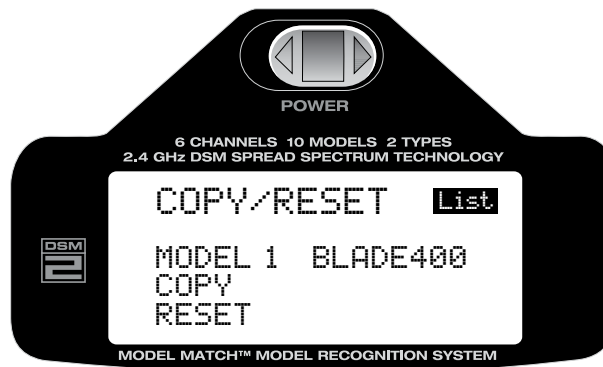 POWER
6 CHANNELS 10 MODELS 2 TYPES
2.4 GHz DSM SPREAD SPECTRUM TECHNOLOGY
COPY/RESET List
DSM
2
MODEL 1 BLADE400
COPY
RESET
MODEL MATCH™ MODEL RECOGNITION SYSTEM